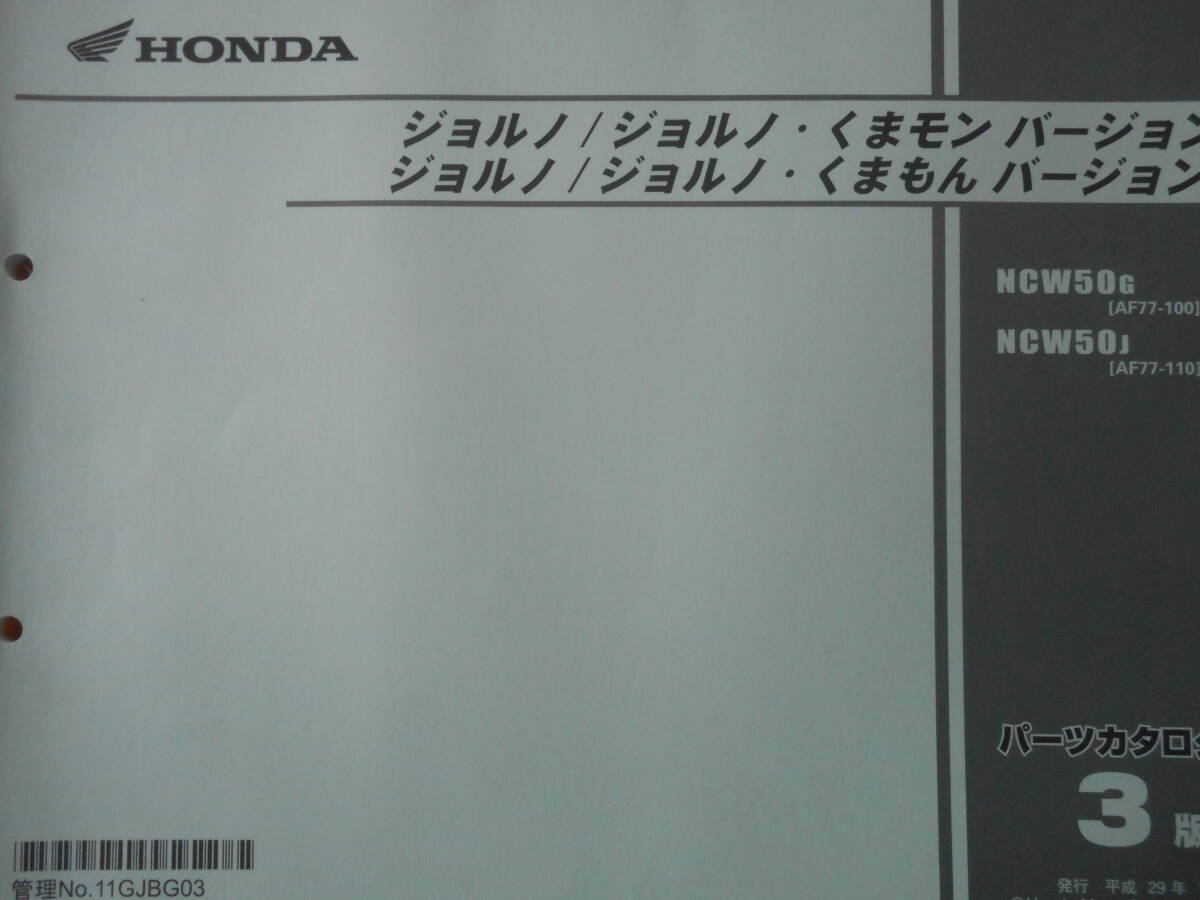 HONDA
ジョルノ / ジョルノ・くまモン バージョン
ジョルノ / ジョルノ・くまもん バージョン
NCW50G
[AF77-100]
NCW50J
[AF77-110]
パーツカタログ
3 版
管理No.11GJBG03
発行 平成 29年